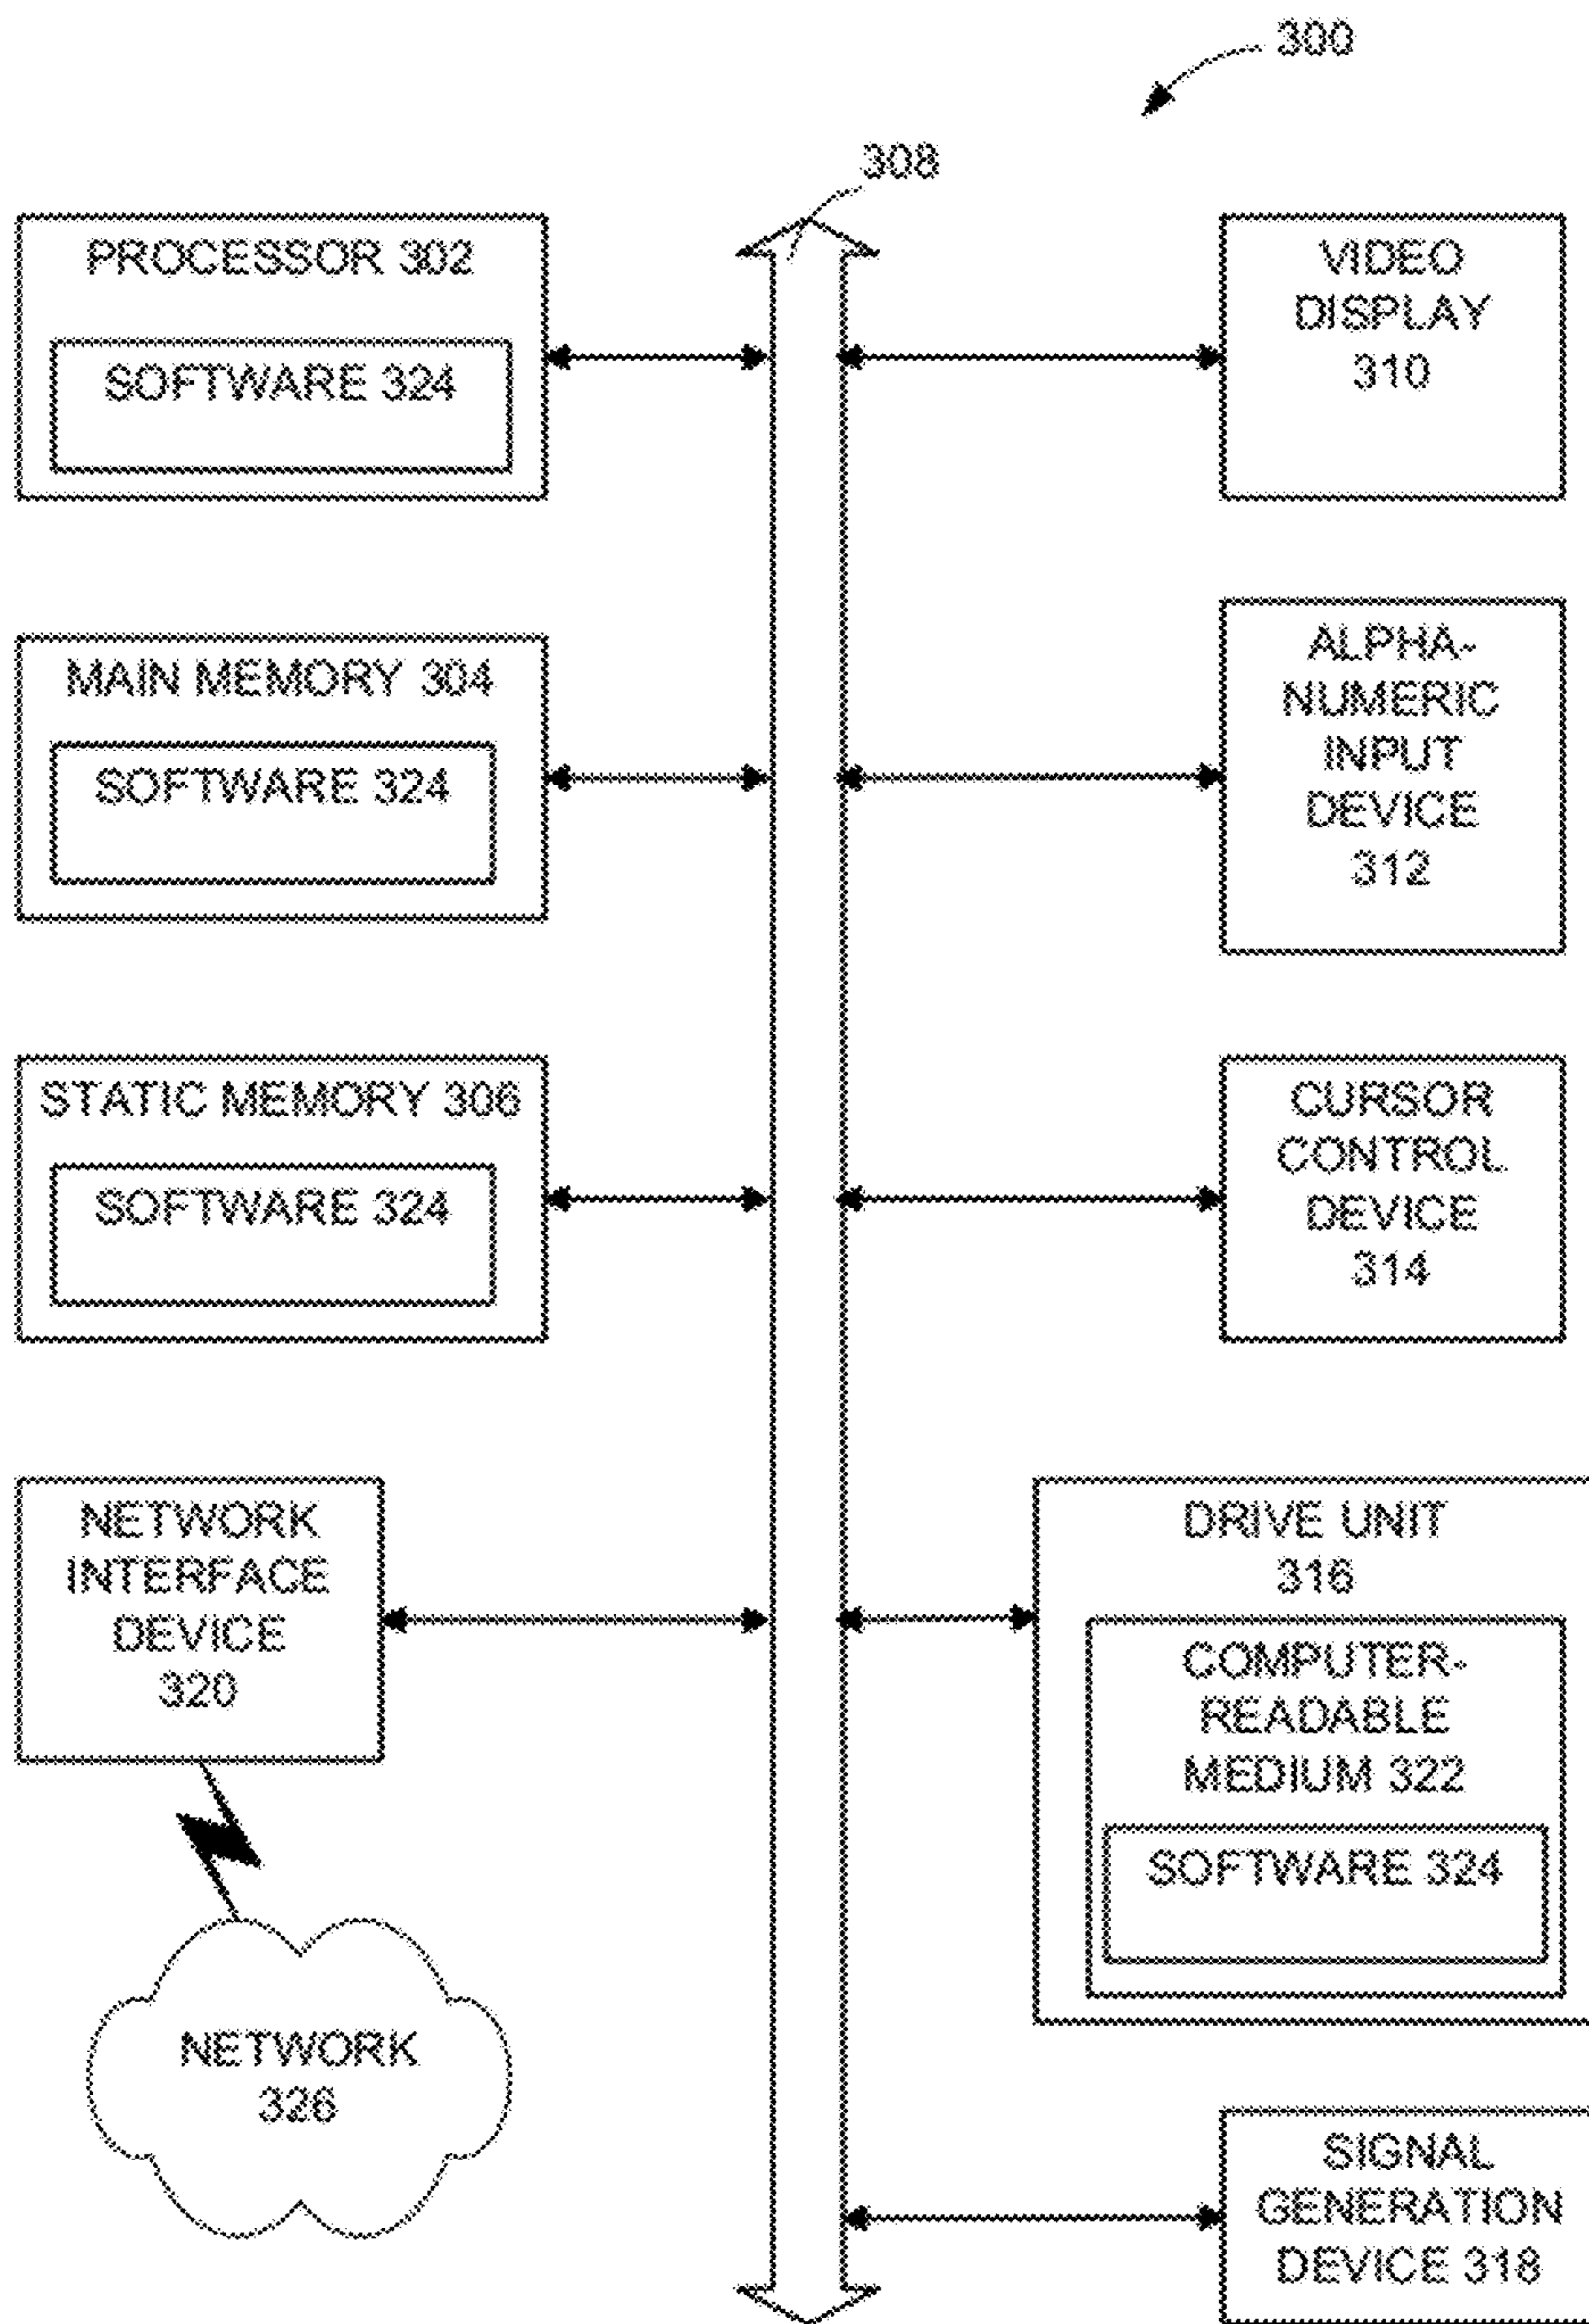 300
308
PROCESSOR 302
SOFTWARE 324
VIDEO
DISPLAY
310
MAIN MEMORY 304
SOFTWARE 324
ALPHA-
NUMERIC
INPUT
DEVICE
312
STATIC MEMORY 306
SOFTWARE 324
CURSOR
CONTROL
DEVICE
314
NETWORK
INTERFACE
DEVICE
320
DRIVE UNIT
316
COMPUTER-
READABLE
MEDIUM 322
SOFTWARE 324
NETWORK
326
SIGNAL
GENERATION
DEVICE 318